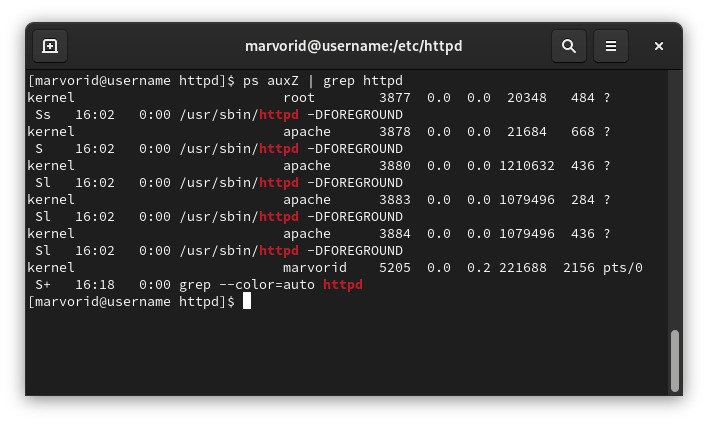 marvorid@username:/etc/httpd
[marvorid@username httpd]$ ps auxZ | grep httpd
kernel                          root        3877  0.0  0.0  20348   484 ?
 Ss   16:02   0:00 /usr/sbin/httpd -DFOREGROUND
kernel                          apache      3878  0.0  0.0  21684   668 ?
 S    16:02   0:00 /usr/sbin/httpd -DFOREGROUND
kernel                          apache      3880  0.0  0.0 1210632  436 ?
 Sl   16:02   0:00 /usr/sbin/httpd -DFOREGROUND
kernel                          apache      3883  0.0  0.0 1079496  284 ?
 Sl   16:02   0:00 /usr/sbin/httpd -DFOREGROUND
kernel                          apache      3884  0.0  0.0 1079496  436 ?
 Sl   16:02   0:00 /usr/sbin/httpd -DFOREGROUND
kernel                          marvorid    5205  0.0  0.2 221688  2156 pts/0
 S+   16:18   0:00 grep --color=auto httpd
[marvorid@username httpd]$